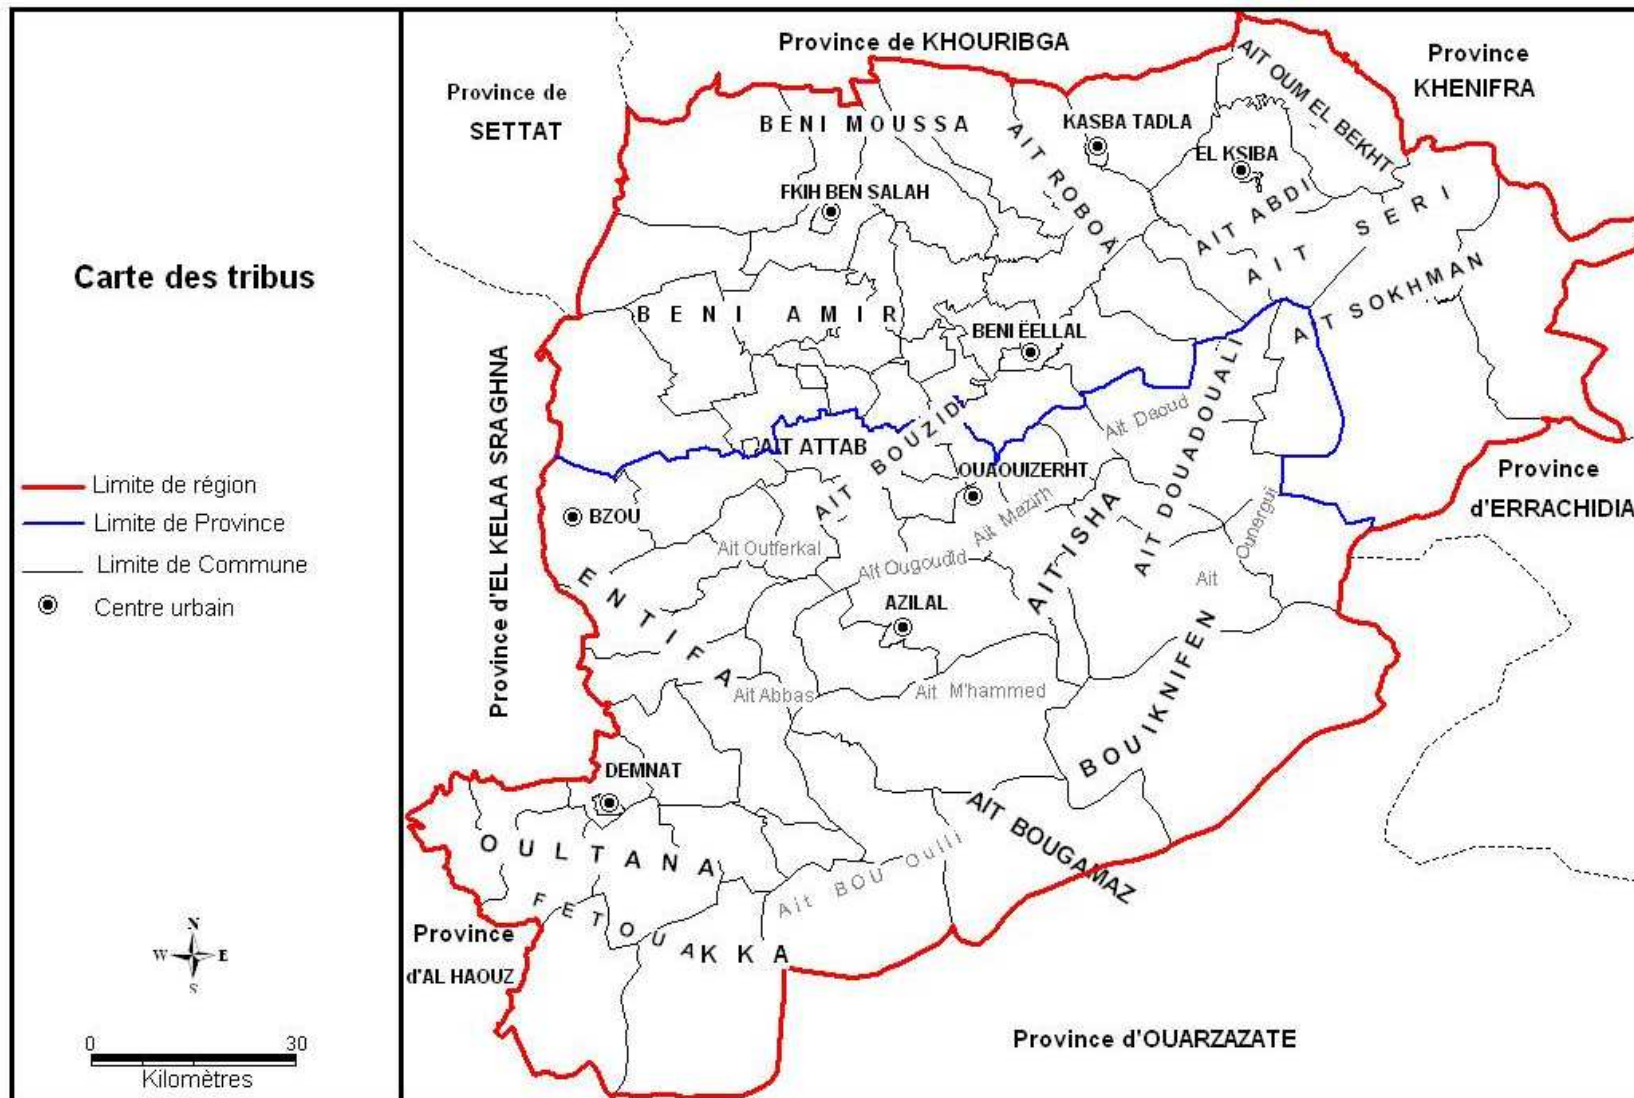 Carte des tribus
Limite de région
Limite de Province
Limite de Commune
Centre urbain
N
W E
S
0 30
Kilomètres
Province de KHOURIBGA
Province
KHENIFRA
Province de
SETTAT
AIT OUM EL BEKHT
BENI MOUSSA
AIT ROBOÄ
KASBA TADLA
EL KSIBA
FKIH BEN SALAH
AIT ABDI
AIT SERI
AIT SOKHMAN
BENI AMIR
BENI ËELLAL
Province d'EL KELAA SRAGHNA
AIT ATTAB
AIT BOUZID
Ait Daoud
AIT DOUADOUALI
OUAOUIZERHT
Province
d'ERRACHIDIA
BZOU
Ait Mazirh
AIT ISHA
Ait Ounergui
Ait Outferkal
Ait Ougoudid
ENTIFA
AZILAL
Ait Abbas
Ait M'hammed
BOUIKNIFEN
DEMNAT
AIT BOUGAMAZ
OULTANA
Ait BOU Oulli
FETOUAKKA
Province
d'AL HAOUZ
Province d'OUARZAZATE